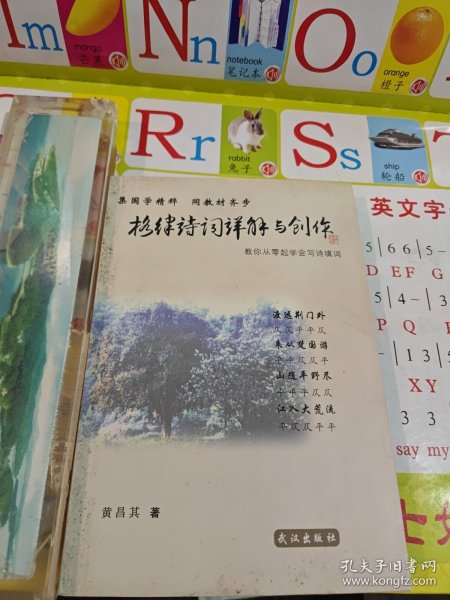 Mm
mango
芒果
Nn
notebook
笔记本
Oo
orange
橙子
Rr
rabbit
兔子
Ss
ship
轮船
集国学精粹 同教材齐步
格律诗词详解与创作
教你从零起学会写诗填词
渡远荆门外
仄仄平平仄
来从楚国游
平平仄仄平
山随平野尽
平平平仄仄
江入大荒流
平仄仄平平
黄昌其 著
武汉出版社
英文字
5 | 6 6 | 5 -
D EF G
5 | 4 - | 3
P Q
- | 1 3 | 5
XY
3 3
say my
孔夫子旧书网
www.kongfz.com